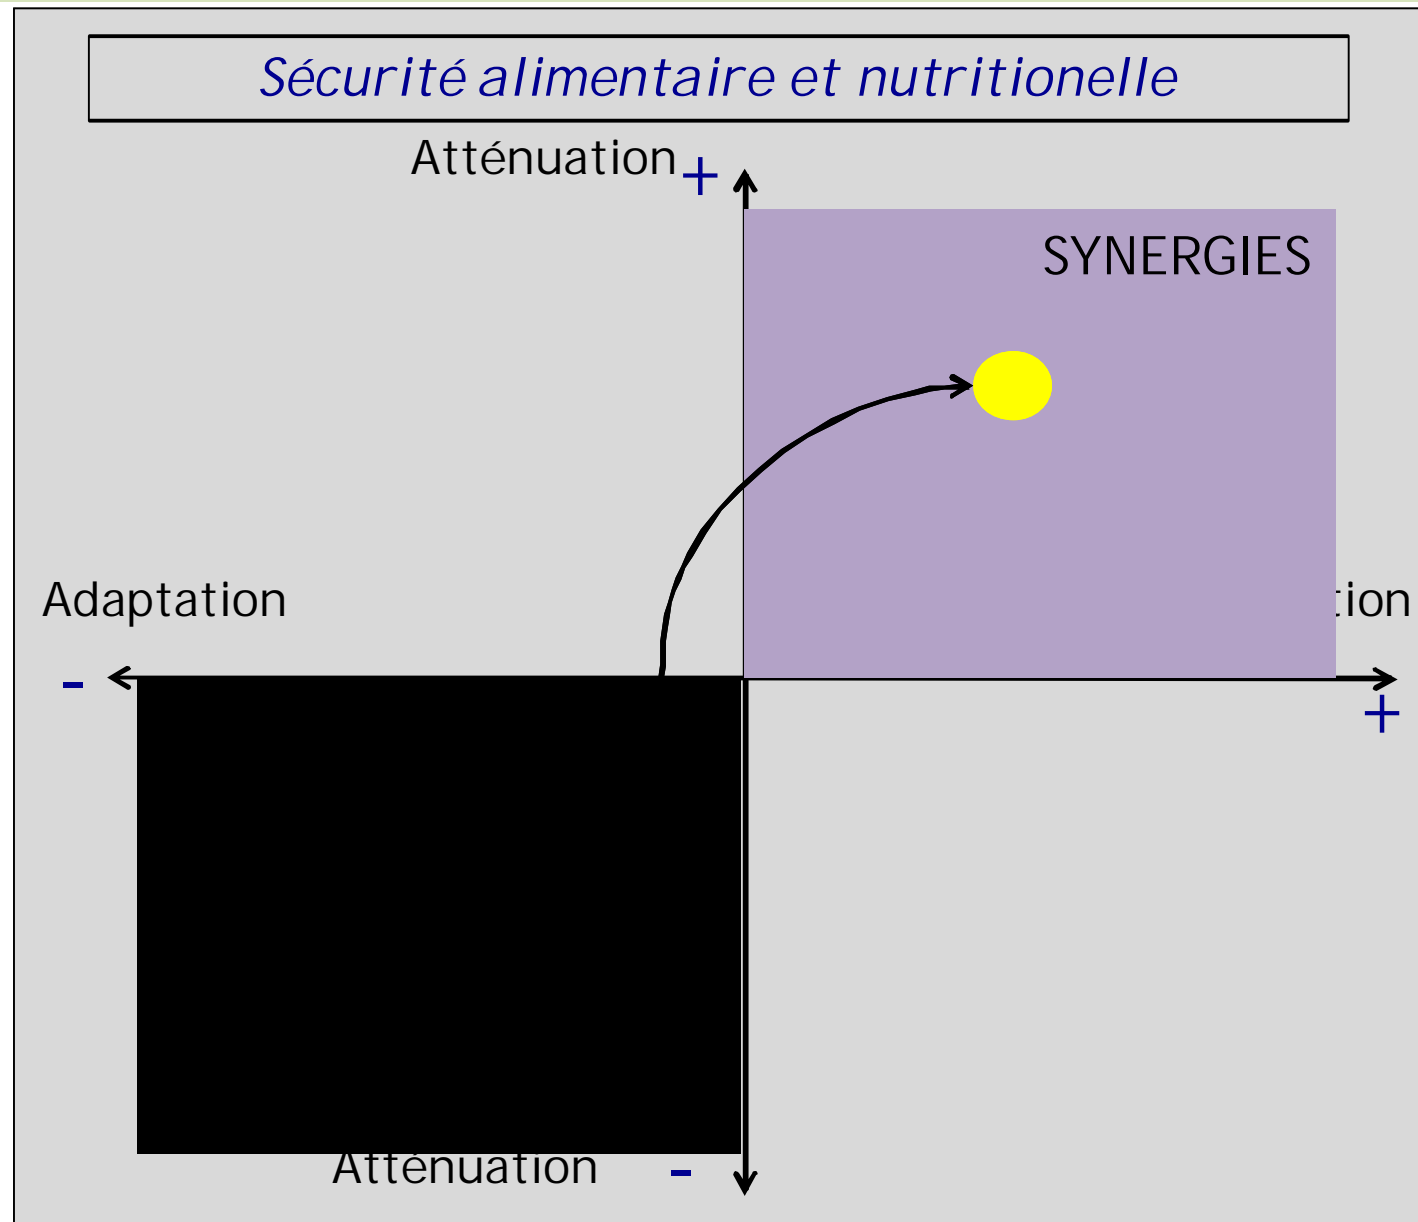 Sécurité alimentaire et nutritionelle
Atténuation +
SYNERGIES
Adaptation
- 
+
Atténuation -